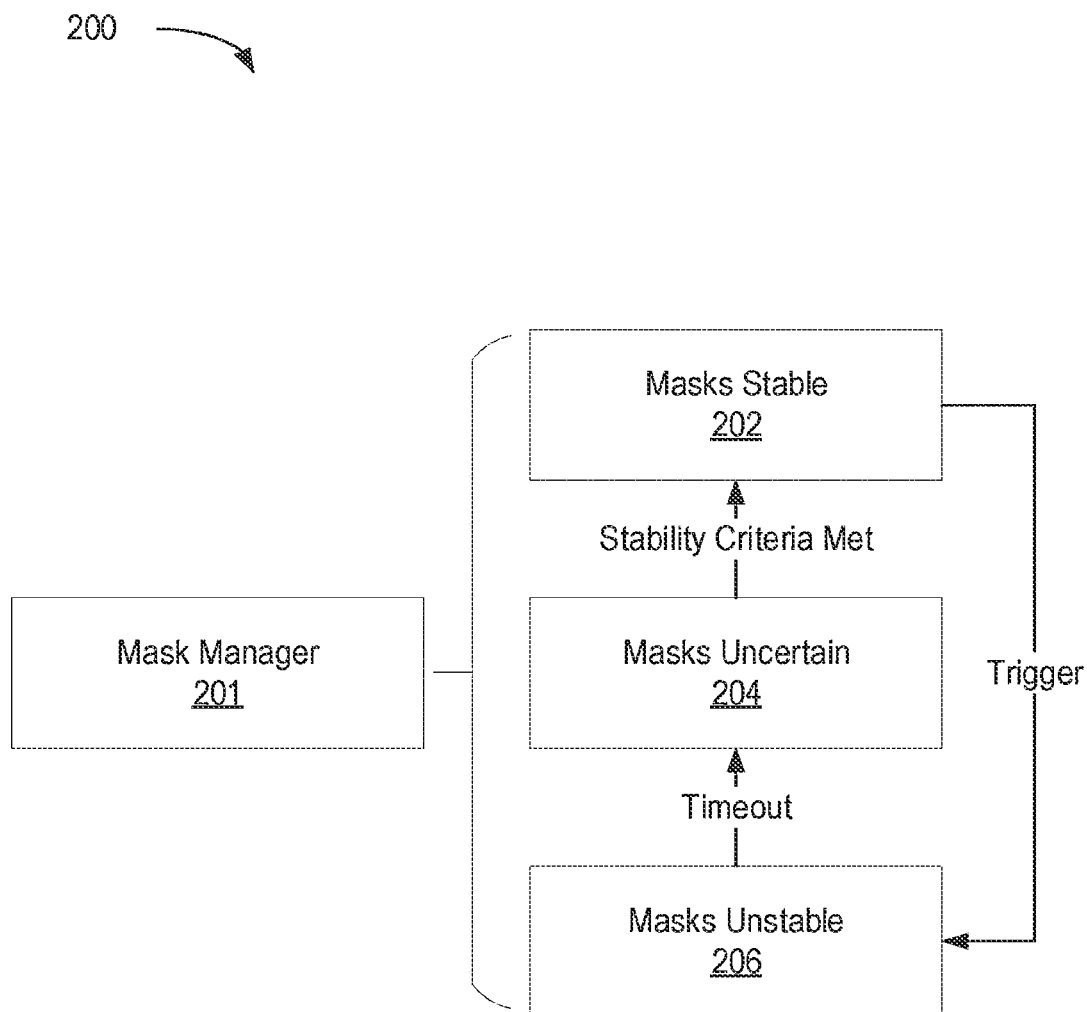 200
Masks Stable
202
Stability Criteria Met
Mask Manager
201
Masks Uncertain
204
Trigger
Timeout
Masks Unstable
206